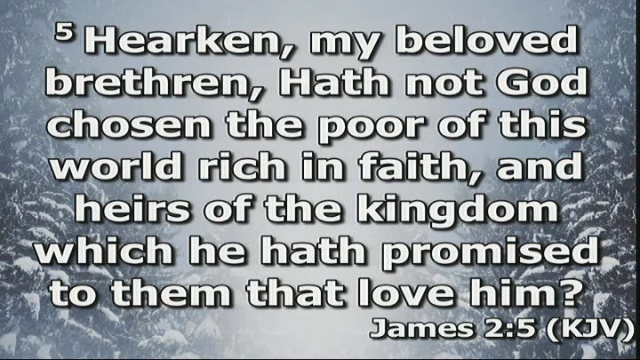 5 Hearken, my beloved
brethren, Hath not God
chosen the poor of this
world rich in faith, and
heirs of the kingdom
which he hath promised
to them that love him?
James 2:5 (KJV)